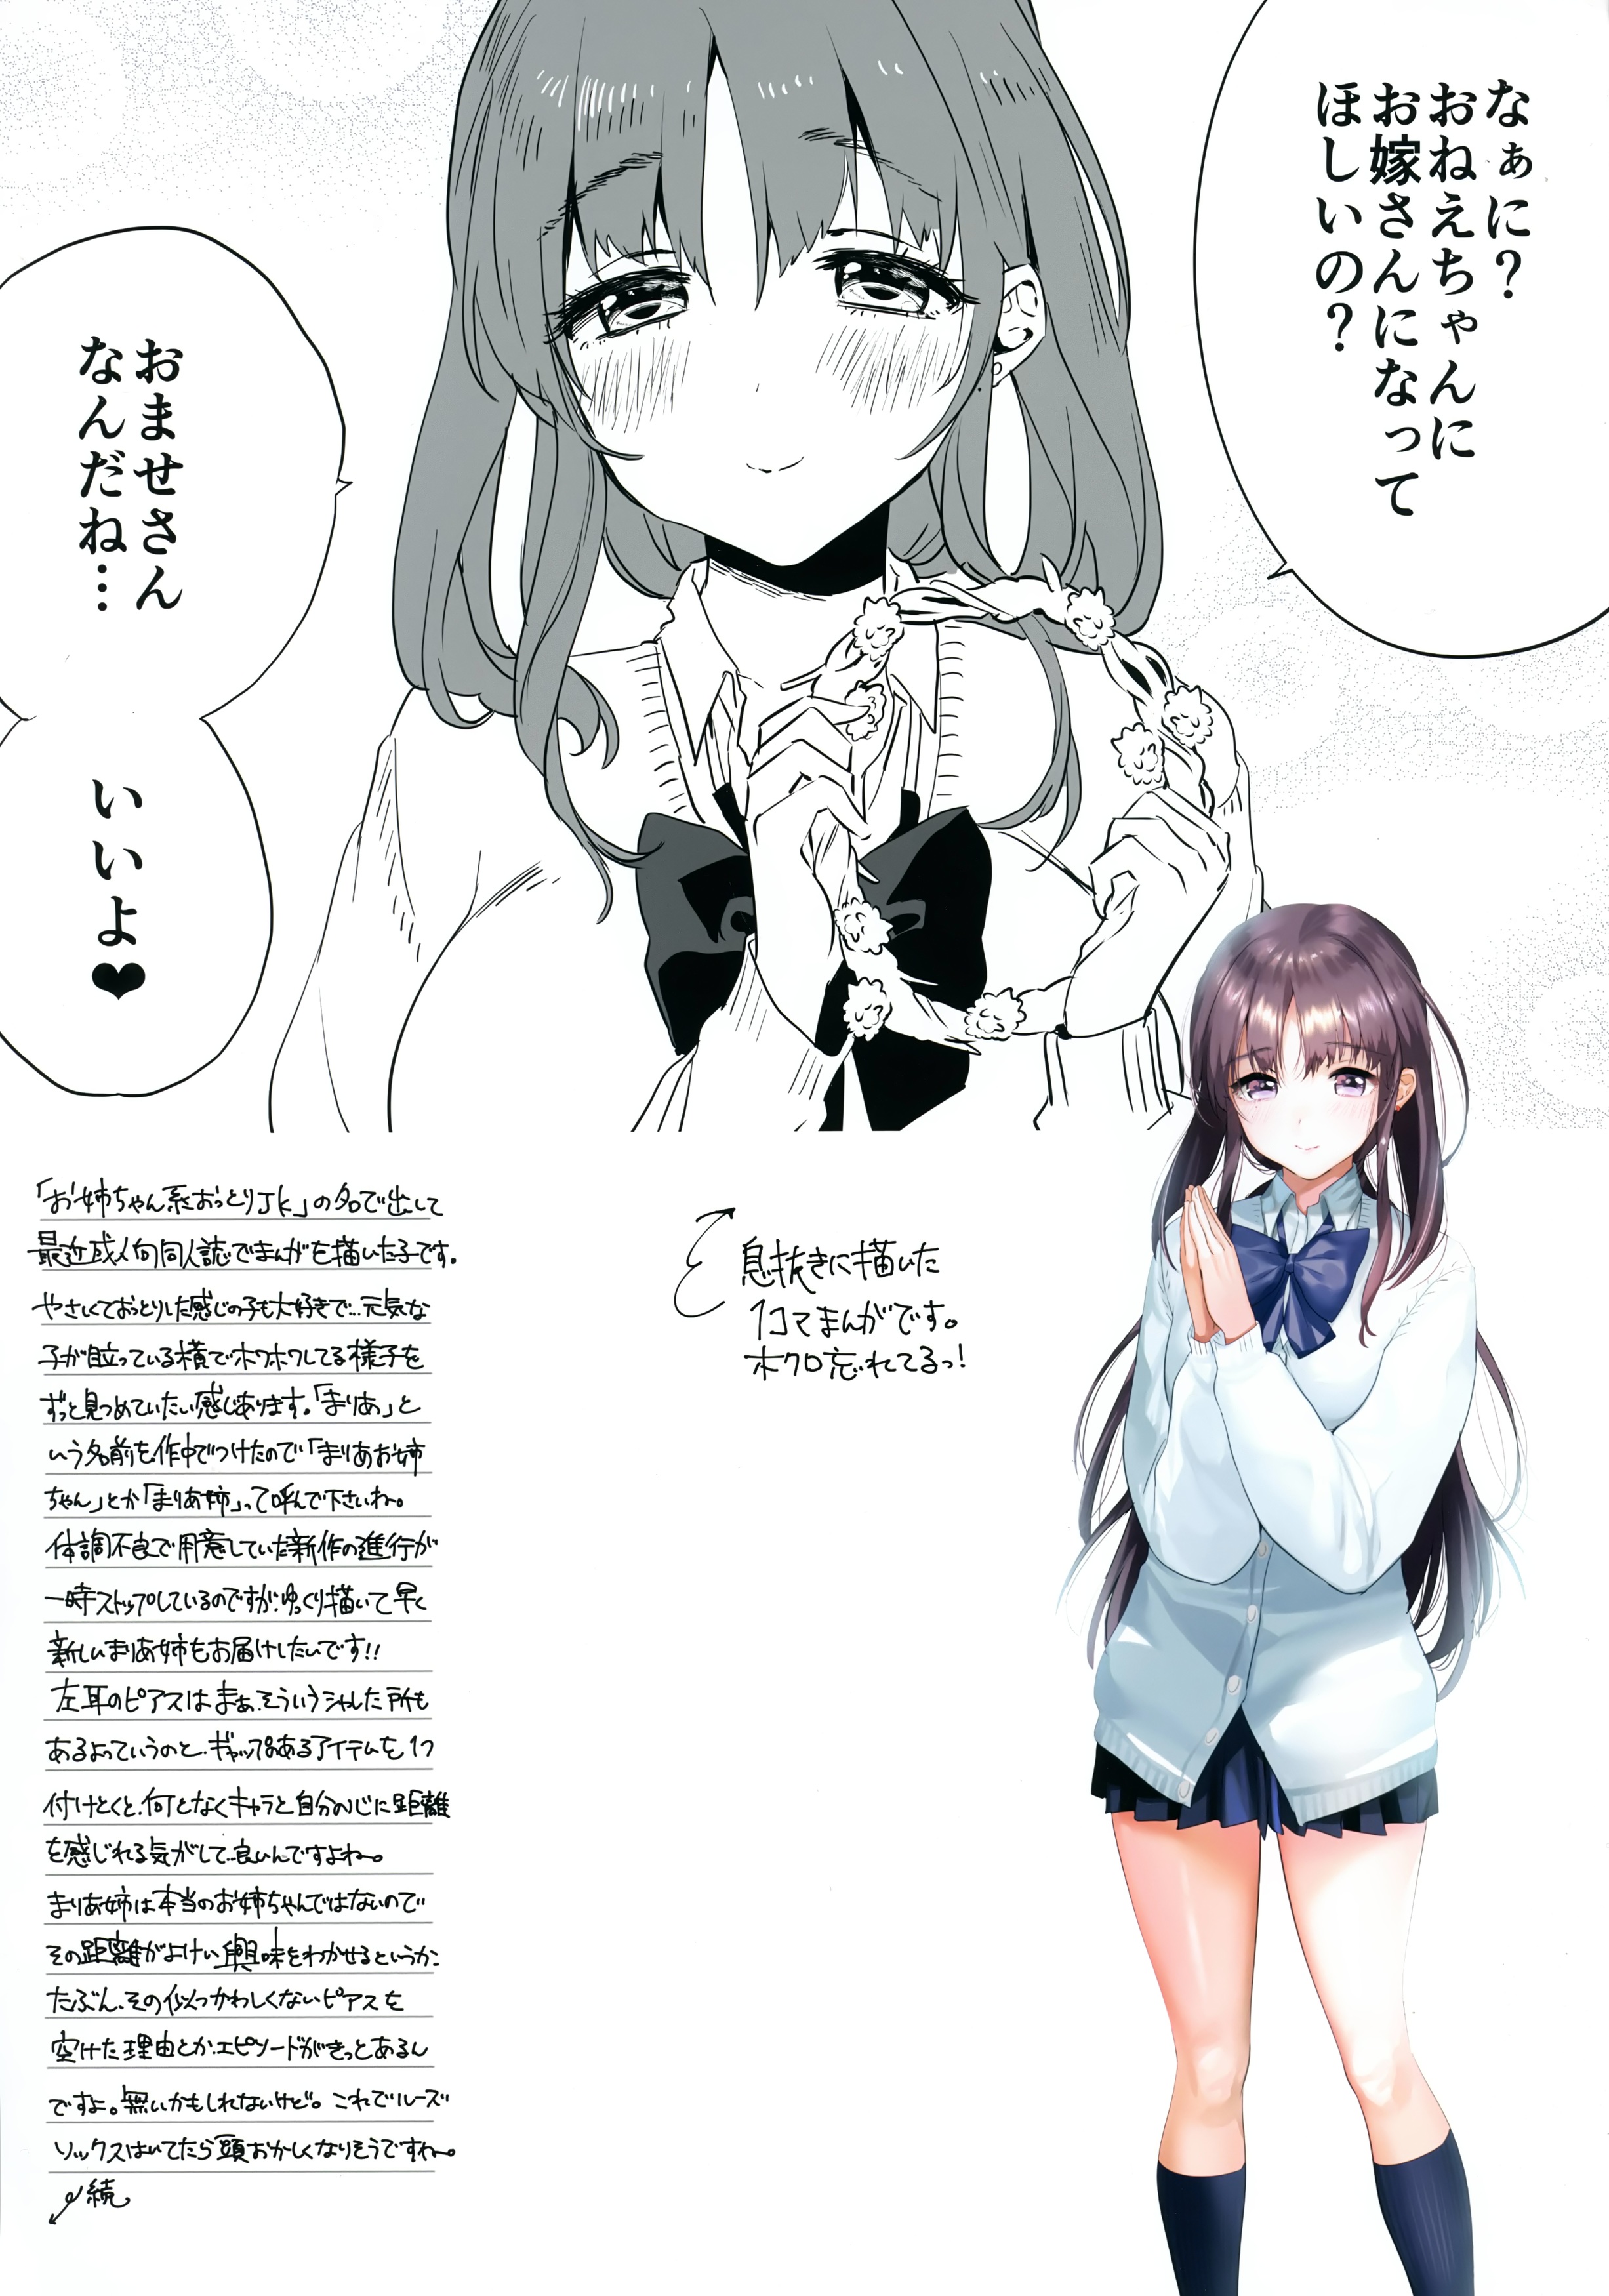 なぁに？
おねえちゃんに
お嫁さんになって
ほしいの？
おませさん
なんだね…
いいよ♥
「お姉ちゃん系おっとりJK」の名で出して
最近成人向同人誌でまんがを描いた子です。
やさしくておっとりした感じの子も大好きで…元気な
子が目立っている横でホワホワしてる様子を
ずっと見つめていたい感じあります。「まりあ」と
いう名前を作中でつけたので「まりあお姉
ちゃん」とか「まりあ姉」って呼んで下さいね。
体調不良で用意していた新作の進行が
一時ストップしているのですが、ゆっくり描いて早く
新しいまりあ姉もお届けしたいです!!
左耳のピアスはまぁ、そういうシャレた所も
あるよっていうのと、ギャップのあるアイテムを1つ
付けとくと、何となくキャラと自分の心に距離
を感じれる気がして…良いんですよね。
まりあ姉は本当のお姉ちゃんではないので
その距離がよけい興味をわかせるというか…
たぶん、その似つかわしくないピアスを
空けた理由とか、エピソードがきっとあるん
ですよ。無いかもしれないけど。これでルーズ
ソックスはいてたら頭おかしくなりそうですね。
続
息抜きに描いた
1コマまんがです。
ホクロ忘れてるっ!